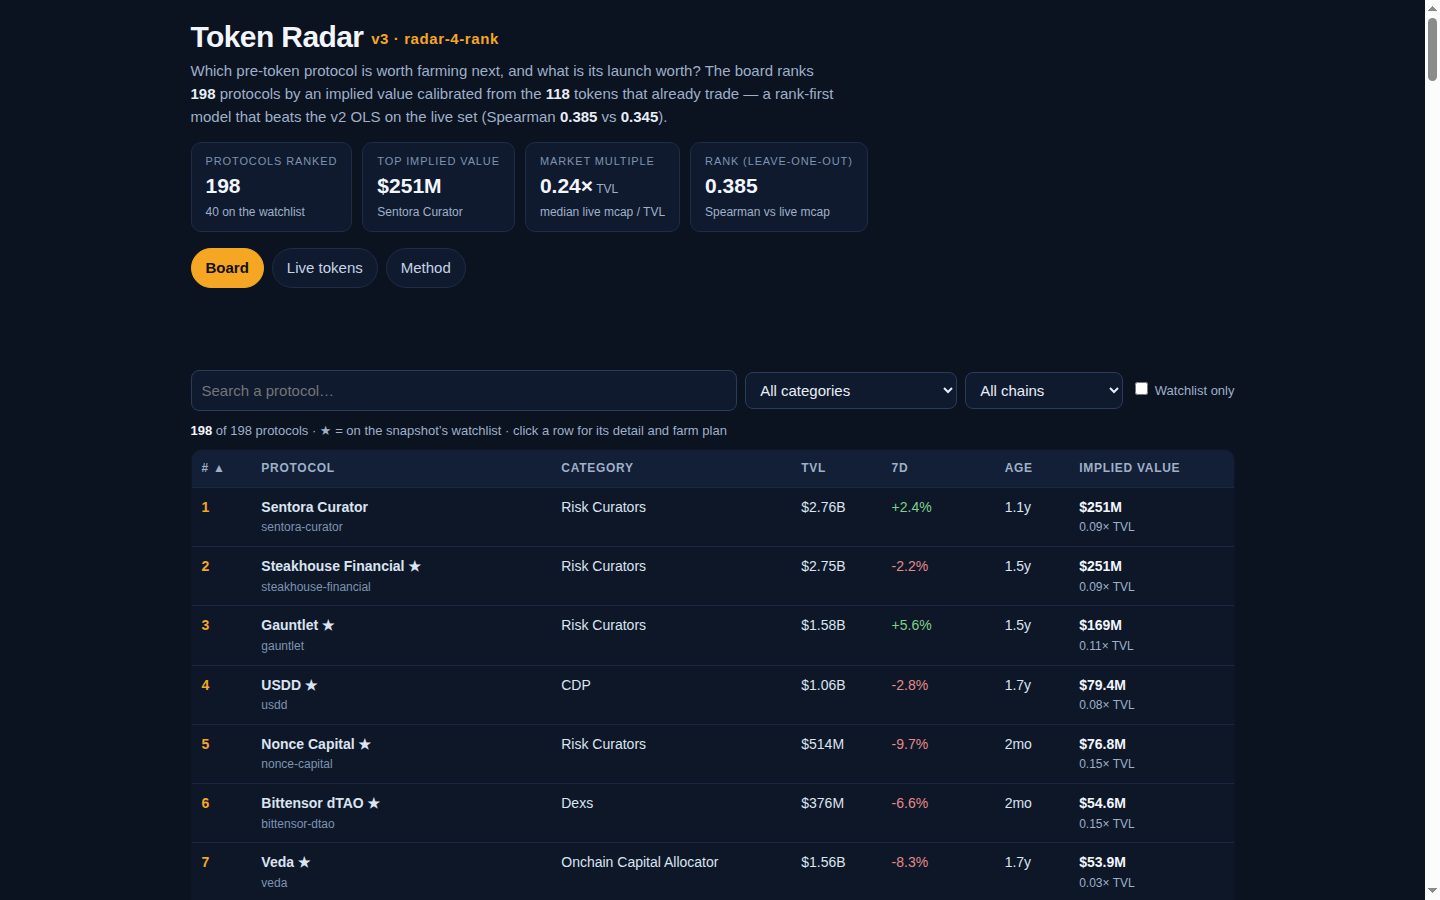 Token Radar v3 · radar-4-rank
Which pre-token protocol is worth farming next, and what is its launch worth? The board ranks
198 protocols by an implied value calibrated from the 118 tokens that already trade — a rank-first
model that beats the v2 OLS on the live set (Spearman 0.385 vs 0.345).
PROTOCOLS RANKED
198
40 on the watchlist
TOP IMPLIED VALUE
$251M
Sentora Curator
MARKET MULTIPLE
0.24× TVL
median live mcap / TVL
RANK (LEAVE-ONE-OUT)
0.385
Spearman vs live mcap
Board Live tokens Method
Search a protocol… All categories All chains Watchlist only
198 of 198 protocols · ★ = on the snapshot's watchlist · click a row for its detail and farm plan
# ▲ PROTOCOL CATEGORY TVL 7D AGE IMPLIED VALUE
1 Sentora Curator Risk Curators $2.76B +2.4% 1.1y $251M
sentora-curator 0.09× TVL
2 Steakhouse Financial ★ Risk Curators $2.75B -2.2% 1.5y $251M
steakhouse-financial 0.09× TVL
3 Gauntlet ★ Risk Curators $1.58B +5.6% 1.5y $169M
gauntlet 0.11× TVL
4 USDD ★ CDP $1.06B -2.8% 1.7y $79.4M
usdd 0.08× TVL
5 Nonce Capital ★ Risk Curators $514M -9.7% 2mo $76.8M
nonce-capital 0.15× TVL
6 Bittensor dTAO ★ Dexs $376M -6.6% 2mo $54.6M
bittensor-dtao 0.15× TVL
7 Veda ★ Onchain Capital Allocator $1.56B -8.3% 1.7y $53.9M
veda 0.03× TVL